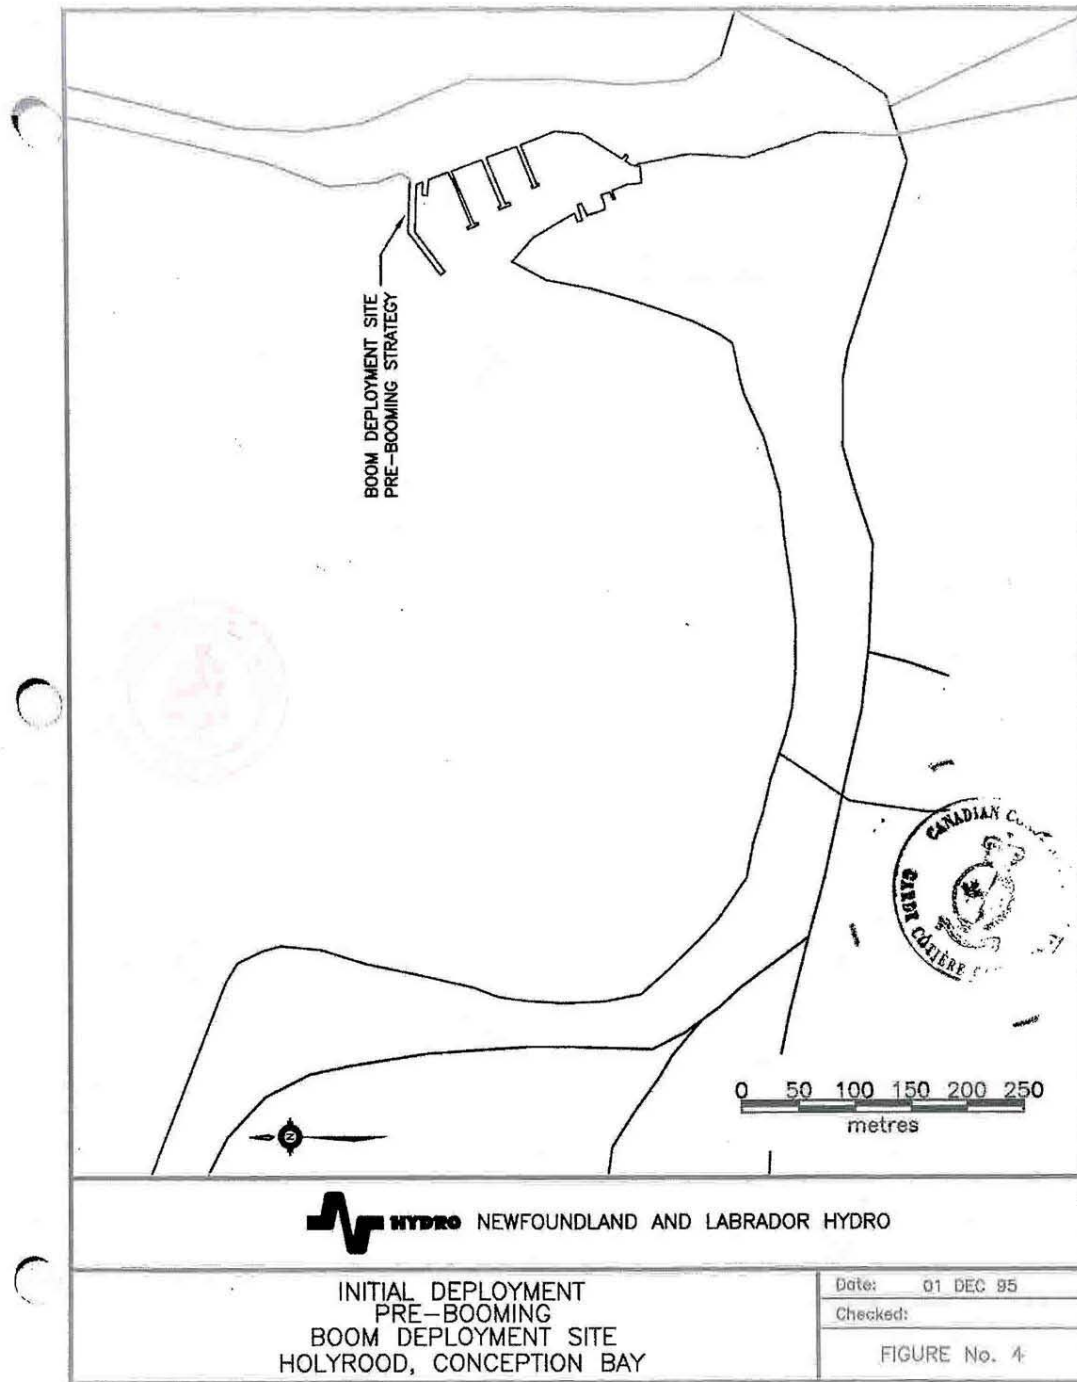 BOOM DEPLOYMENT SITE
PRE-BOOMING STRATEGY
CANADIAN
GARDE CÔTIÈRE
0 50 100 150 200 250
metres
N
HYDRO NEWFOUNDLAND AND LABRADOR HYDRO
INITIAL DEPLOYMENT
PRE-BOOMING
BOOM DEPLOYMENT SITE
HOLYROOD, CONCEPTION BAY
Date: 01 DEC 95
Checked:
FIGURE No. 4